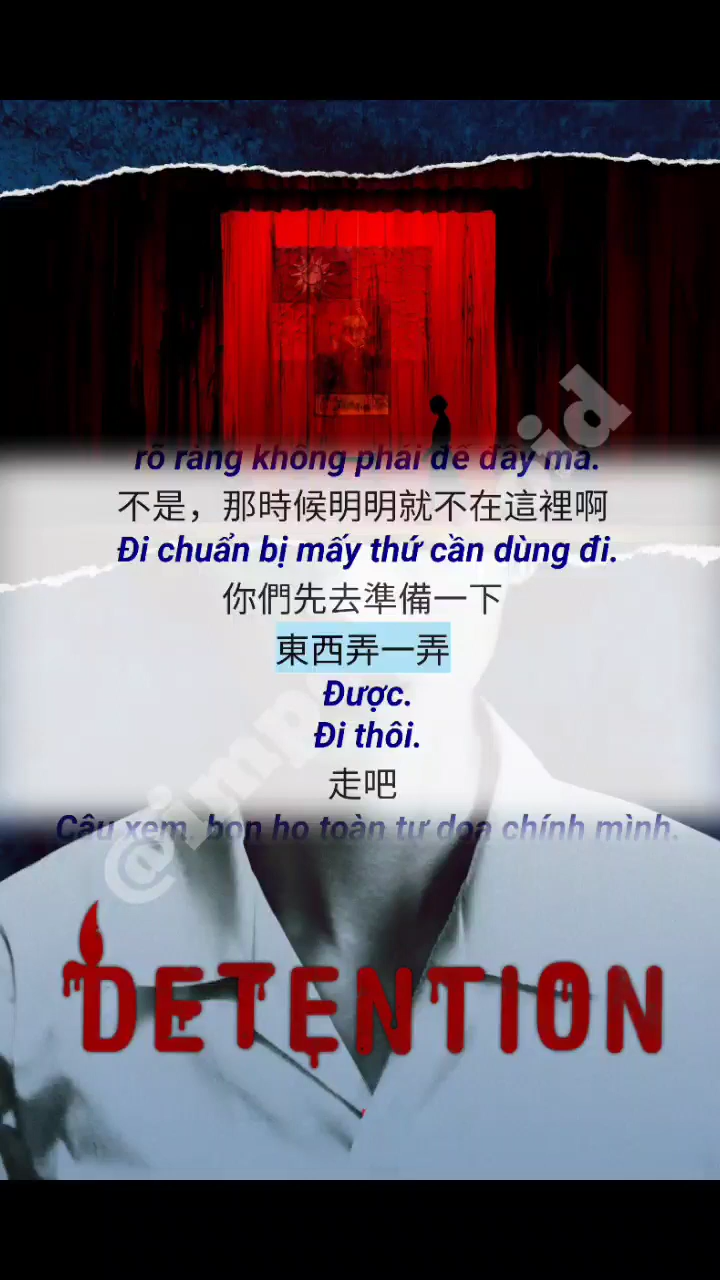 rõ ràng không phải để đây mà.
不是，那時候明明就不在這裡啊
Đi chuẩn bị mấy thứ cần dùng đi.
你們先去準備一下
東西弄一弄
Được.
Đi thôi.
走吧
Câu xem, bọn họ toàn tự dọa chính mình.
DETENTION